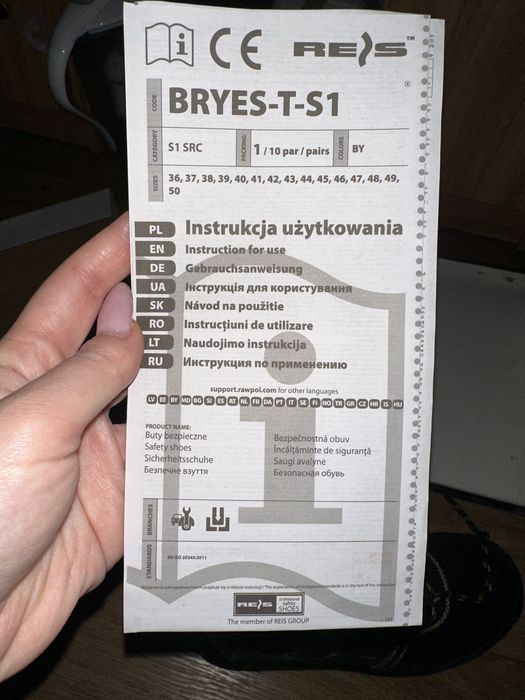 i CE REIS™
CODE BRYES-T-S1
CATEGORY S1 SRC PACKING 1 / 10 par / pairs COLORS BY
SIZES 36, 37, 38, 39, 40, 41, 42, 43, 44, 45, 46, 47, 48, 49,
50
PL Instrukcja użytkowania
EN Instruction for use
DE Gebrauchsanweisung
UA Інструкція для користування
SK Návod na použitie
RO Instrucţiuni de utilizare
LT Naudojimo instrukcija
RU Инструкция по применению
support.rawpol.com for other languages
LV EE BY MD BG SI ES AT NL FR DA PT IT SE FI NO TR GR CZ HR IS HU
PRODUCT NAME:
Buty bezpieczne
Safety shoes
Sicherheitsschuhe
Безпечне взуття
Bezpečnostná obuv
Încălțăminte de siguranță
Saugi avalynė
Безопасная обувь
BRANCHES
STANDARDS EN ISO 20345:2011
REIS professional safety SHOES
The member of REIS GROUP